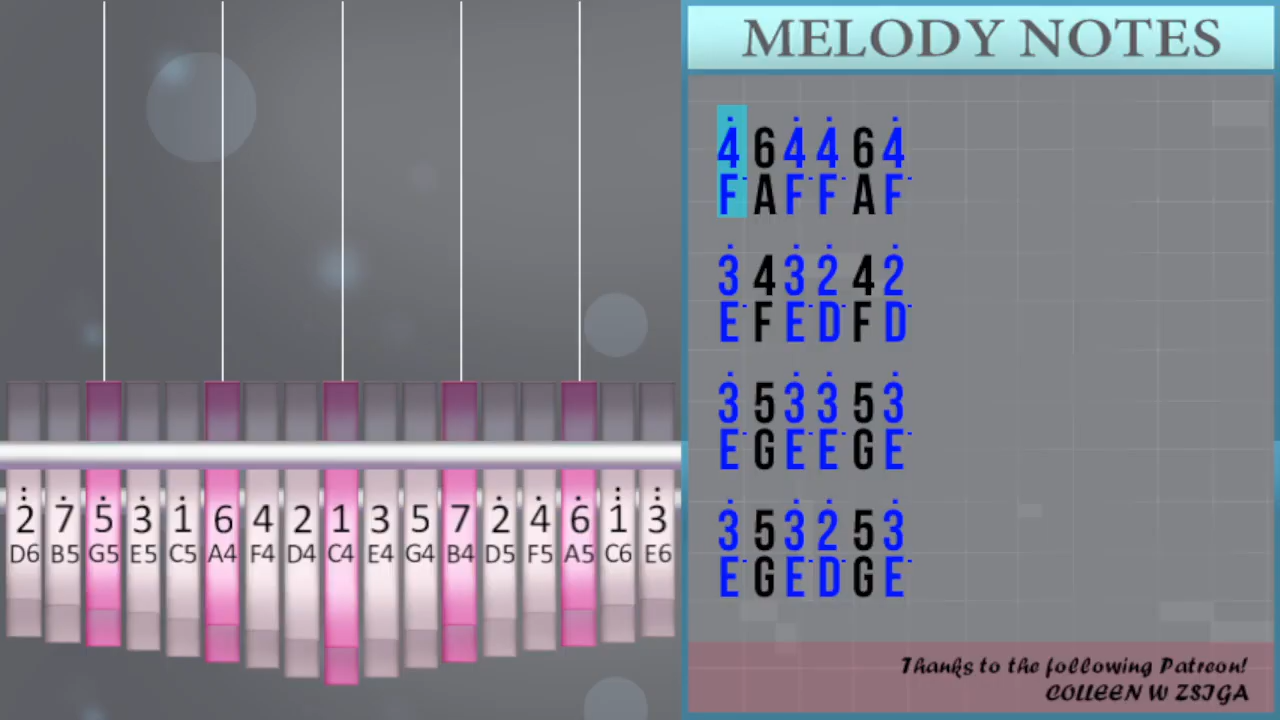 MELODY NOTES
4̇ 6 4̇ 4̇ 6 4̇
F˙ A F˙ F˙ A F˙
3̇ 4 3̇ 2̇ 4 2̇
E˙ F E˙ D˙ F D˙
3̇ 5 3̇ 3̇ 5 3̇
E˙ G E˙ E˙ G E˙
3̇ 5 3̇ 2̇ 5 3̇
E˙ G E˙ D˙ G E˙
2̈ 7̇ 5̇ 3̇ 1̇ 6 4 2 1 3 5 7 2̇ 4̇ 6̇ 1̈ 3̈
D6 B5 G5 E5 C5 A4 F4 D4 C4 E4 G4 B4 D5 F5 A5 C6 E6
Thanks to the following Patreon!
COLLEEN W ZSIGA